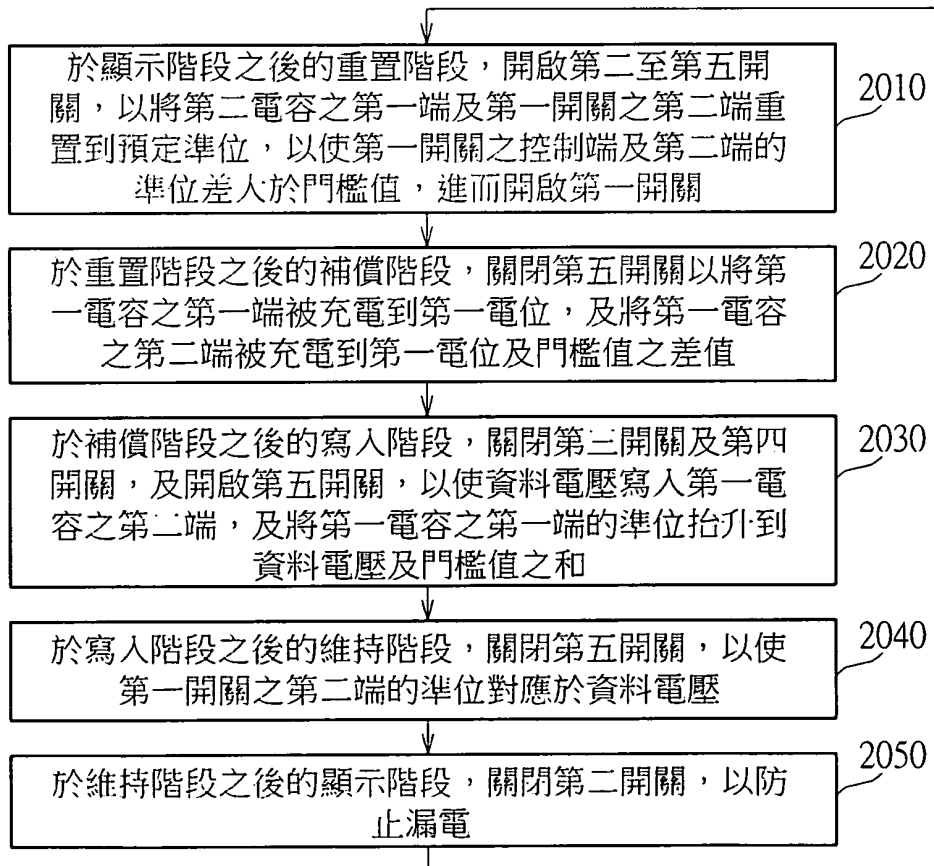 於顯示階段之後的重置階段，開啟第二至第五開
關，以將第二電容之第一端及第一開關之第二端重
置到預定準位，以使第一開關之控制端及第二端的
準位差大於門檻值，進而開啟第一開關
2010
於重置階段之後的補償階段，關閉第五開關以將第
一電容之第一端被充電到第一電位，及將第一電容
之第二端被充電到第一電位及門檻值之差值
2020
於補償階段之後的寫入階段，關閉第三開關及第四
開關，及開啟第五開關，以使資料電壓寫入第一電
容之第二端，及將第一電容之第一端的準位抬升到
資料電壓及門檻值之和
2030
於寫入階段之後的維持階段，關閉第五開關，以使
第一開關之第二端的準位對應於資料電壓
2040
於維持階段之後的顯示階段，關閉第二開關，以防
止漏電
2050